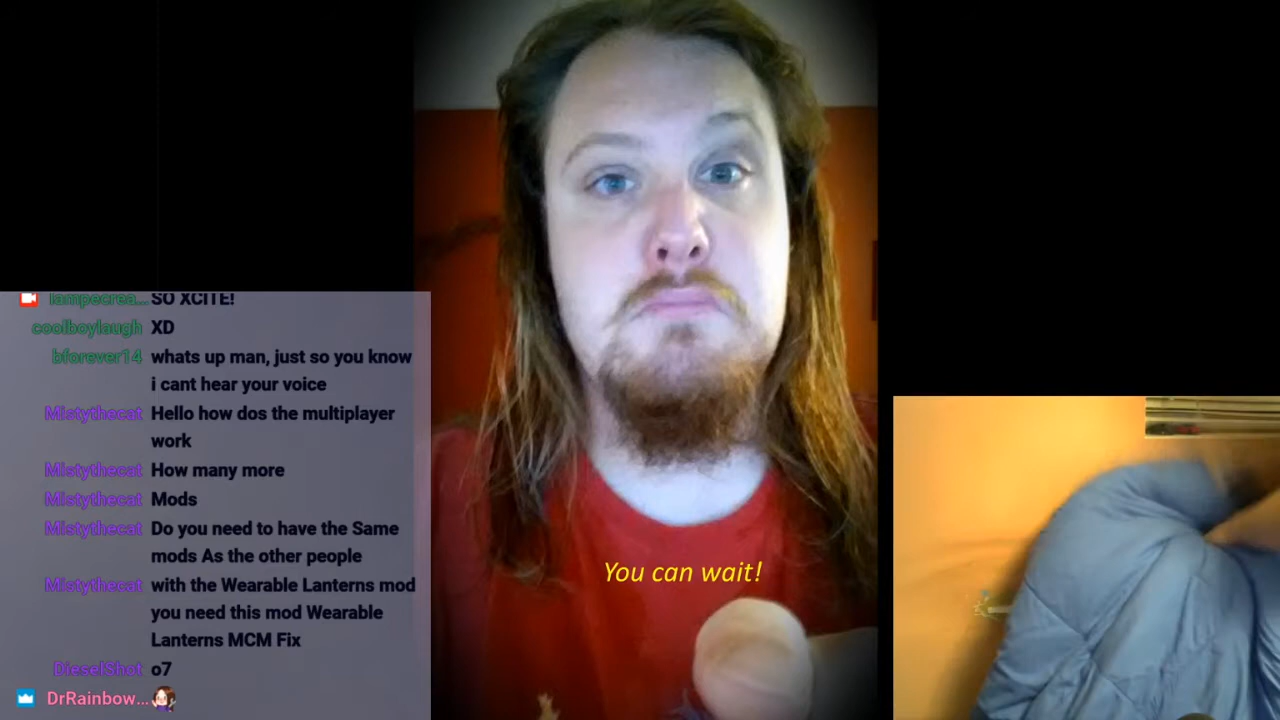 Iampecrea... SO XCITE!
coolboylaugh XD
bforever14 whats up man, just so you know
i cant hear your voice
Mistythecat Hello how dos the multiplayer
work
Mistythecat How many more
Mistythecat Mods
Mistythecat Do you need to have the Same
mods As the other people
Mistythecat with the Wearable Lanterns mod
you need this mod Wearable
Lanterns MCM Fix
DieselShot o7
DrRainbow...
You can wait!